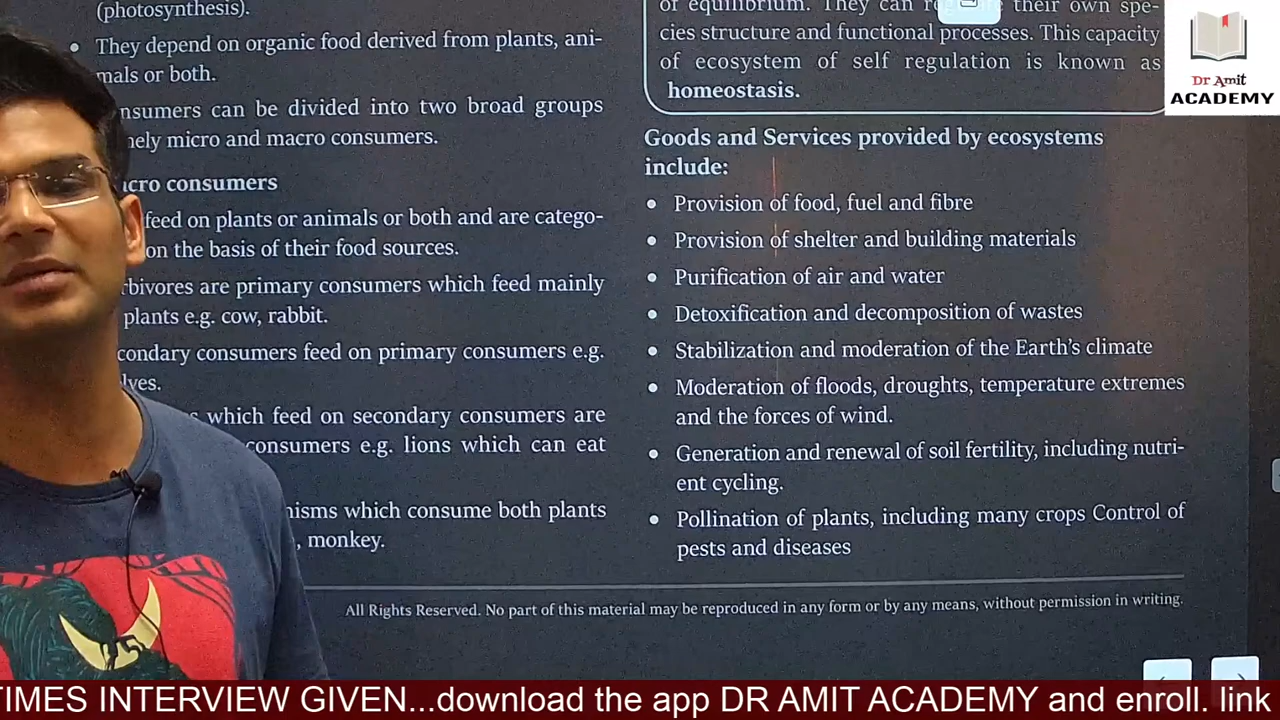 (photosynthesis).
They depend on organic food derived from plants, ani-
mals or both.
nsumers can be divided into two broad groups
nely micro and macro consumers.
cro consumers
feed on plants or animals or both and are catego-
on the basis of their food sources.
rbivores are primary consumers which feed mainly
plants e.g. cow, rabbit.
condary consumers feed on primary consumers e.g.
lves.
which feed on secondary consumers are
consumers e.g. lions which can eat
nisms which consume both plants
, monkey.
of equilibrium. They can their own spe-
cies structure and functional processes. This capacity
of ecosystem of self regulation is known as
homeostasis.
Goods and Services provided by ecosystems
include:
Provision of food, fuel and fibre
Provision of shelter and building materials
Purification of air and water
Detoxification and decomposition of wastes
Stabilization and moderation of the Earth's climate
Moderation of floods, droughts, temperature extremes
and the forces of wind.
Generation and renewal of soil fertility, including nutri-
ent cycling.
Pollination of plants, including many crops Control of
pests and diseases
All Rights Reserved. No part of this material may be reproduced in any form or by any means, without permission in writing.
Dr Amit
ACADEMY
TIMES INTERVIEW GIVEN...download the app DR AMIT ACADEMY and enroll. link